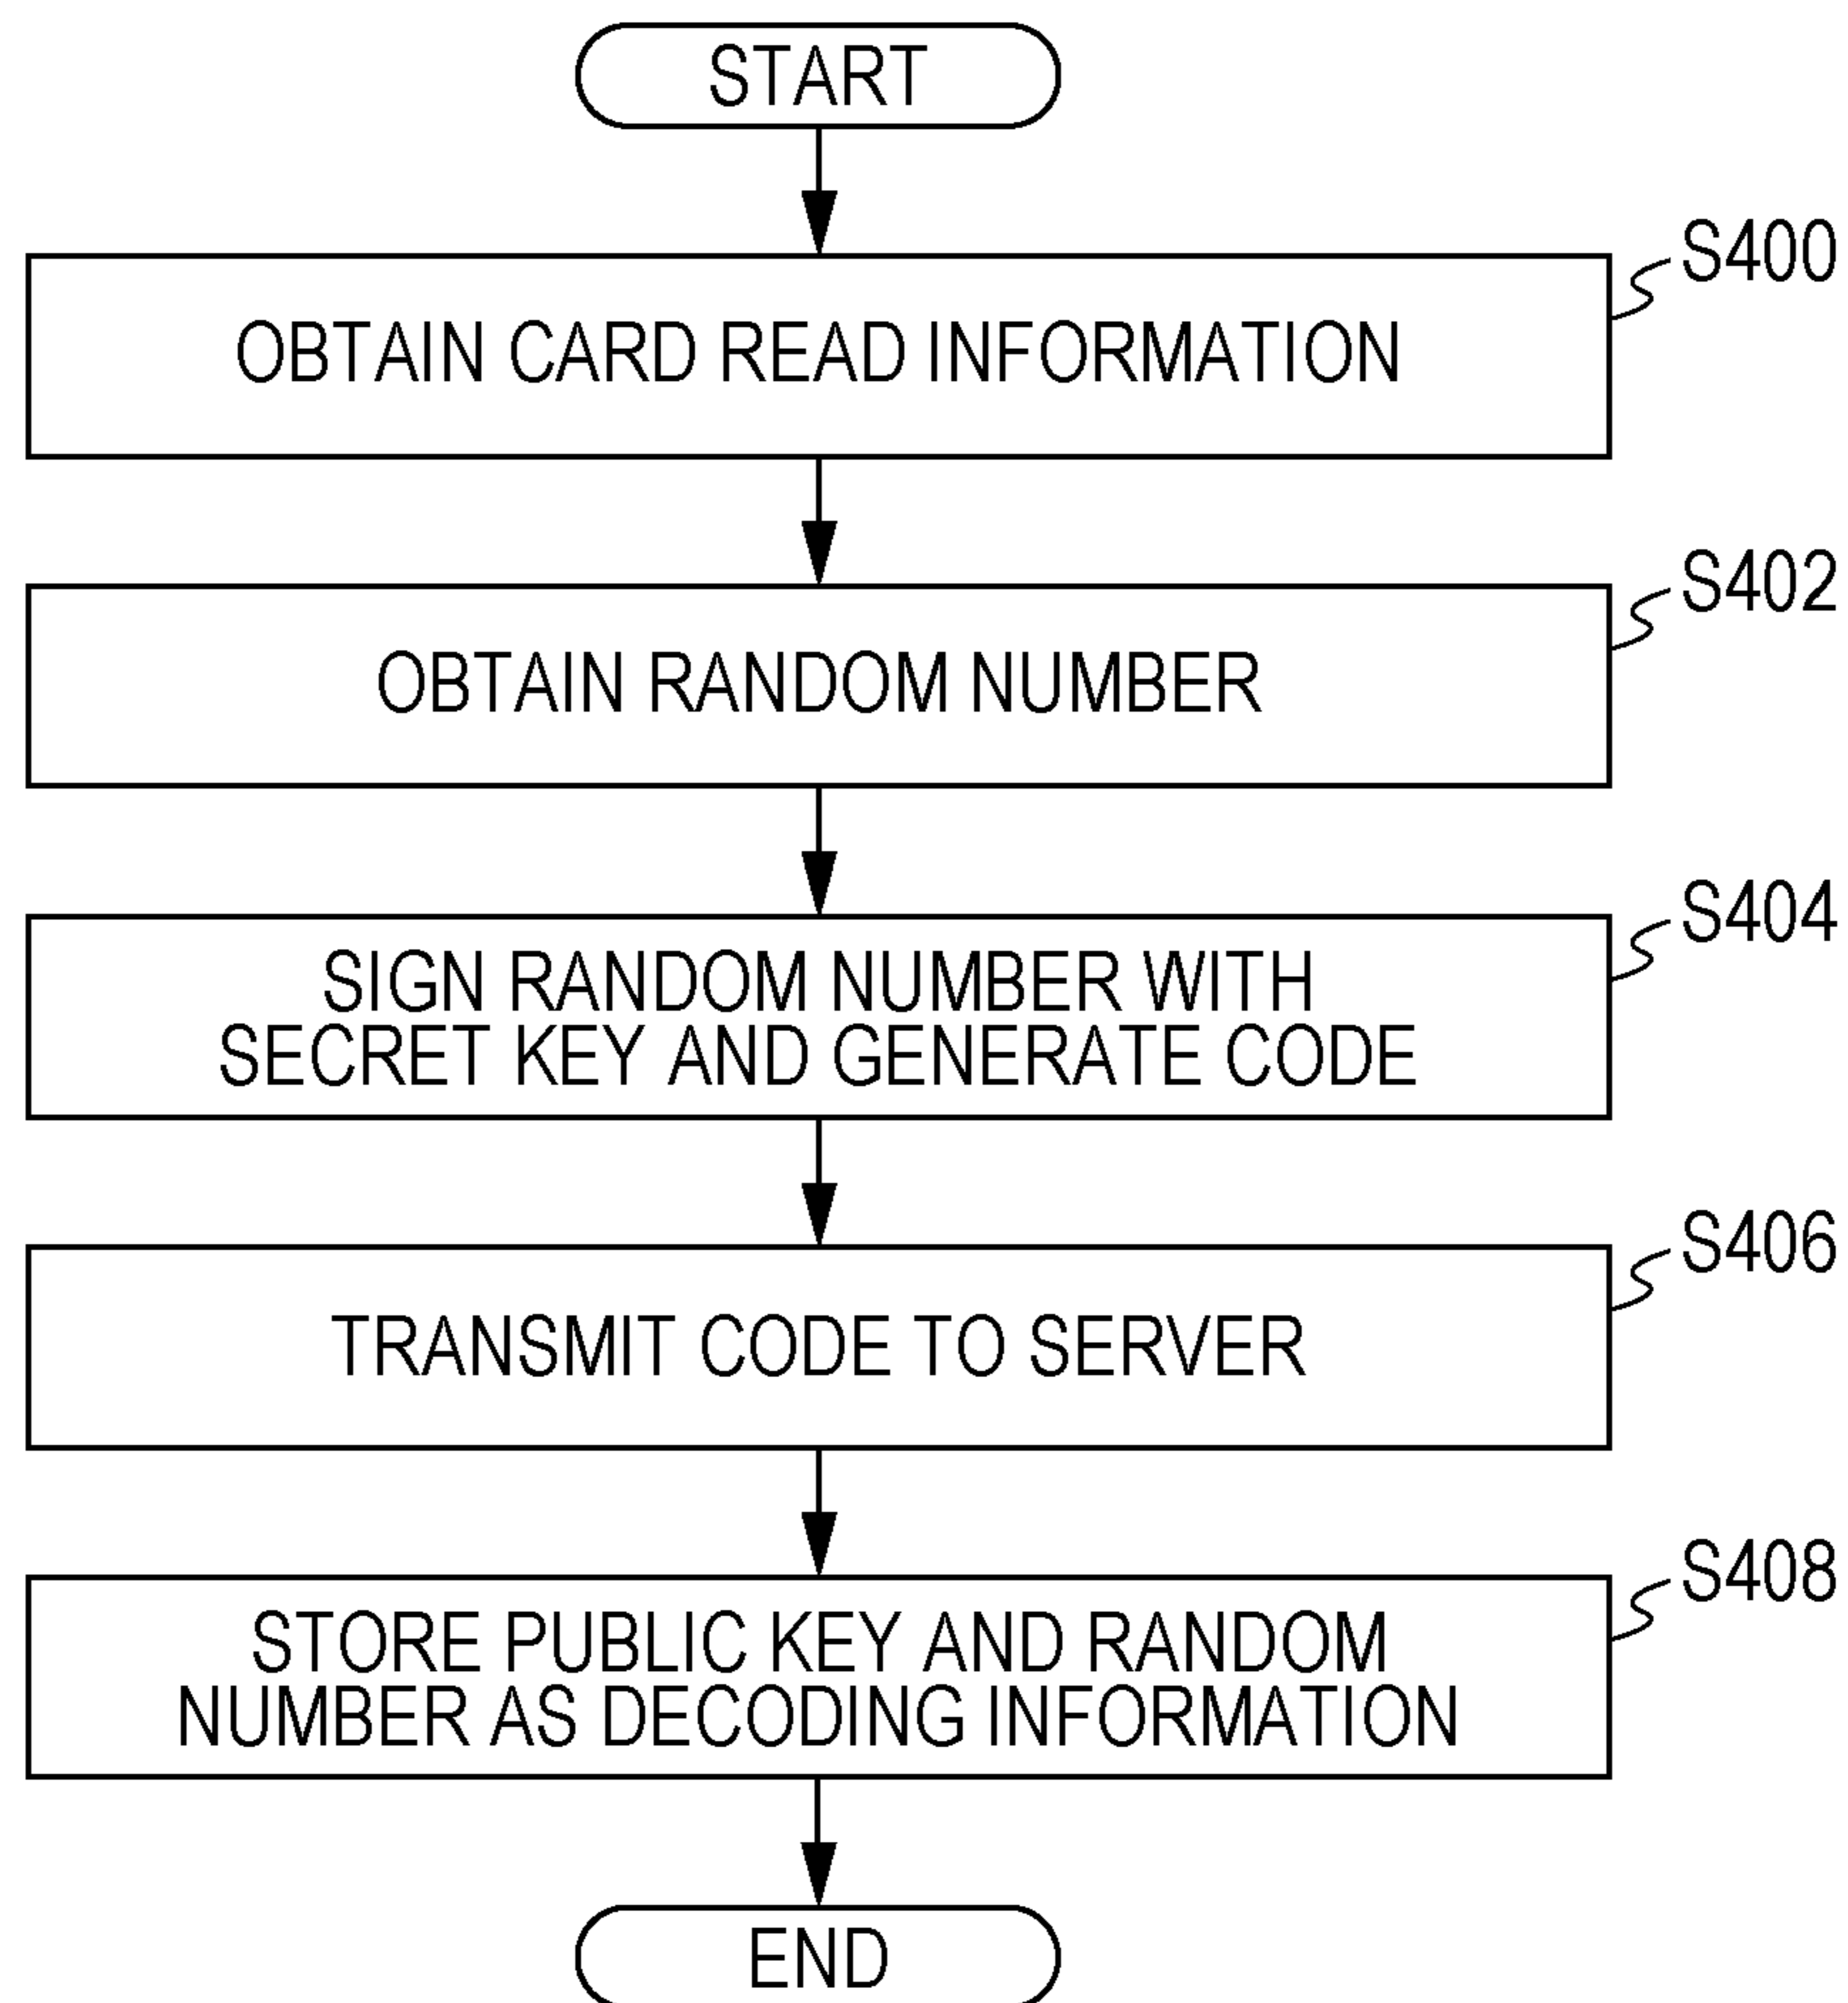 START
S400
OBTAIN CARD READ INFORMATION
S402
OBTAIN RANDOM NUMBER
S404
SIGN RANDOM NUMBER WITH
SECRET KEY AND GENERATE CODE
S406
TRANSMIT CODE TO SERVER
S408
STORE PUBLIC KEY AND RANDOM
NUMBER AS DECODING INFORMATION
END